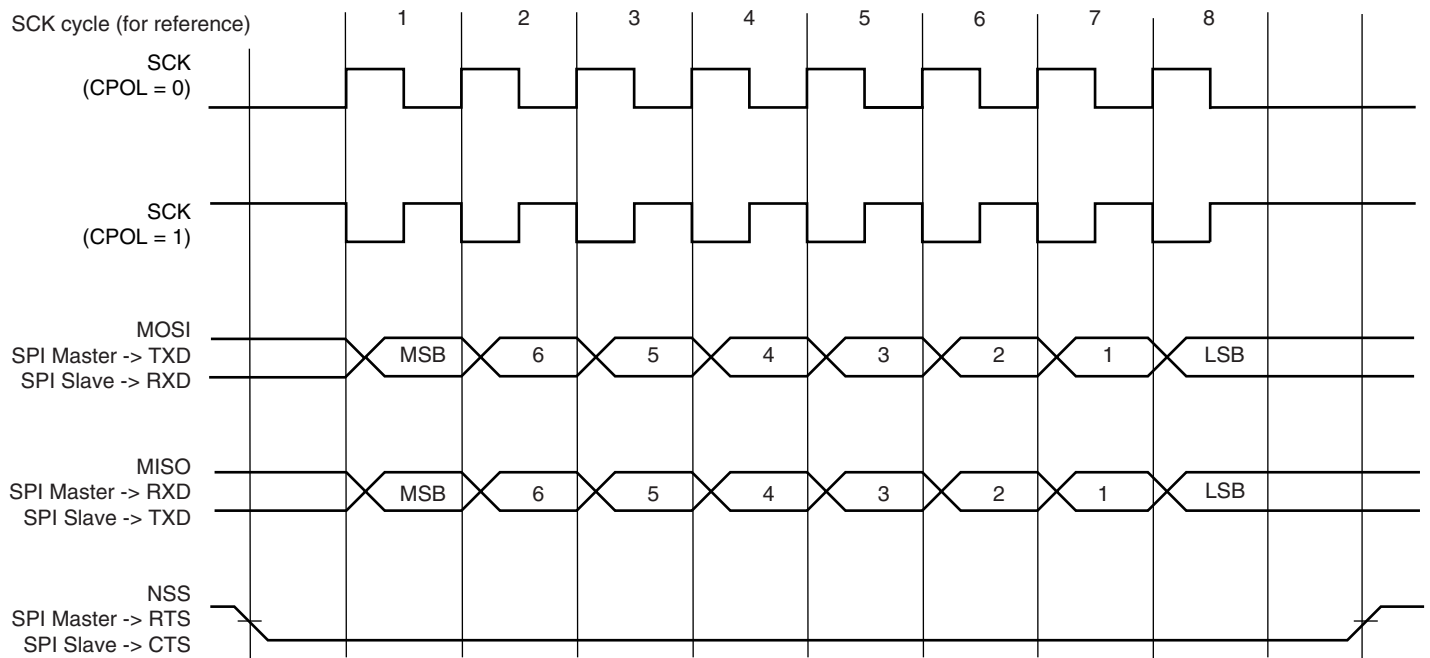 SCK cycle (for reference)
1 2 3 4 5 6 7 8
SCK
(CPOL = 0)
SCK
(CPOL = 1)
MOSI
SPI Master -> TXD
SPI Slave -> RXD
MSB 6 5 4 3 2 1 LSB
MISO
SPI Master -> RXD
SPI Slave -> TXD
MSB 6 5 4 3 2 1 LSB
NSS
SPI Master -> RTS
SPI Slave -> CTS